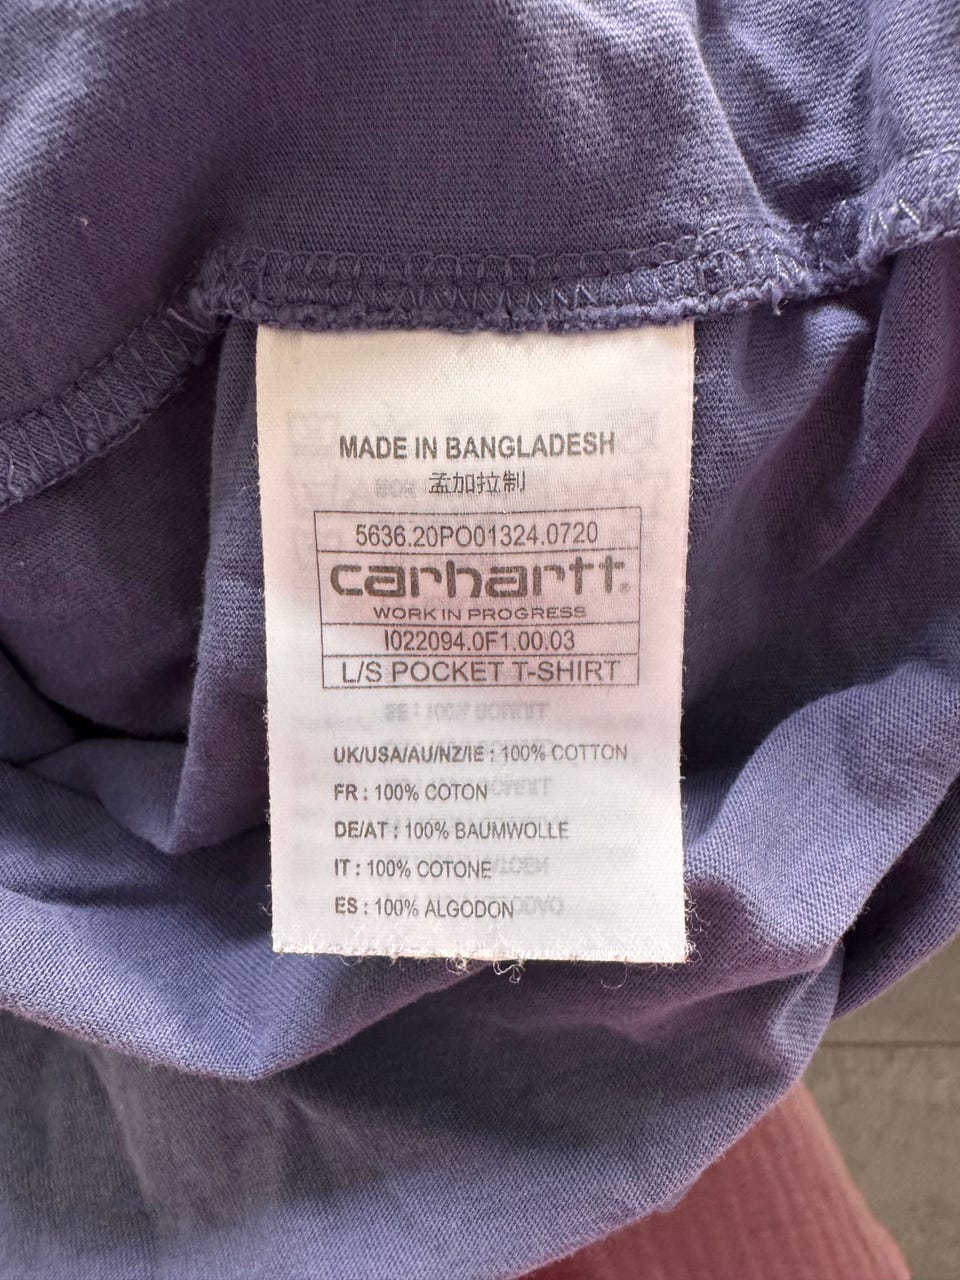 MADE IN BANGLADESH
孟加拉制
5636.20PO01324.0720
carhartt®
WORK IN PROGRESS
I022094.0F1.00.03
L/S POCKET T-SHIRT
UK/USA/AU/NZ/IE : 100% COTTON
FR : 100% COTON
DE/AT : 100% BAUMWOLLE
IT : 100% COTONE
ES : 100% ALGODON